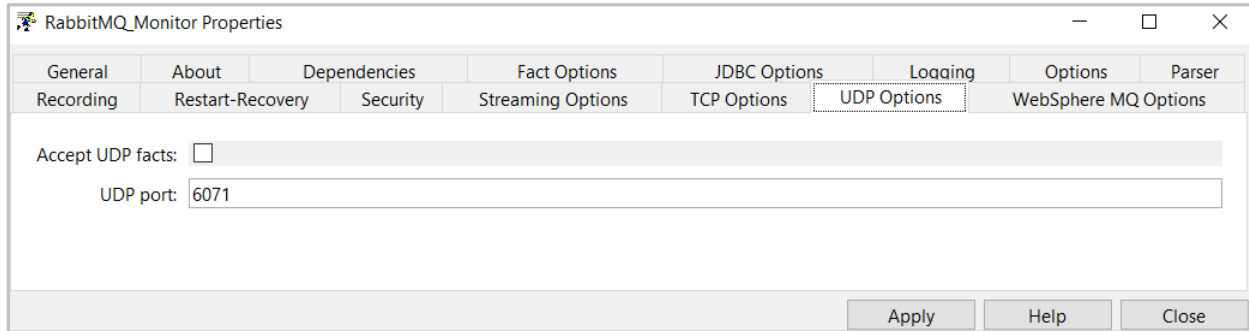 RabbitMQ_Monitor Properties
General About Dependencies Fact Options JDBC Options Logging Options Parser
Recording Restart-Recovery Security Streaming Options TCP Options UDP Options WebSphere MQ Options
Accept UDP facts:
UDP port: 6071
Apply Help Close